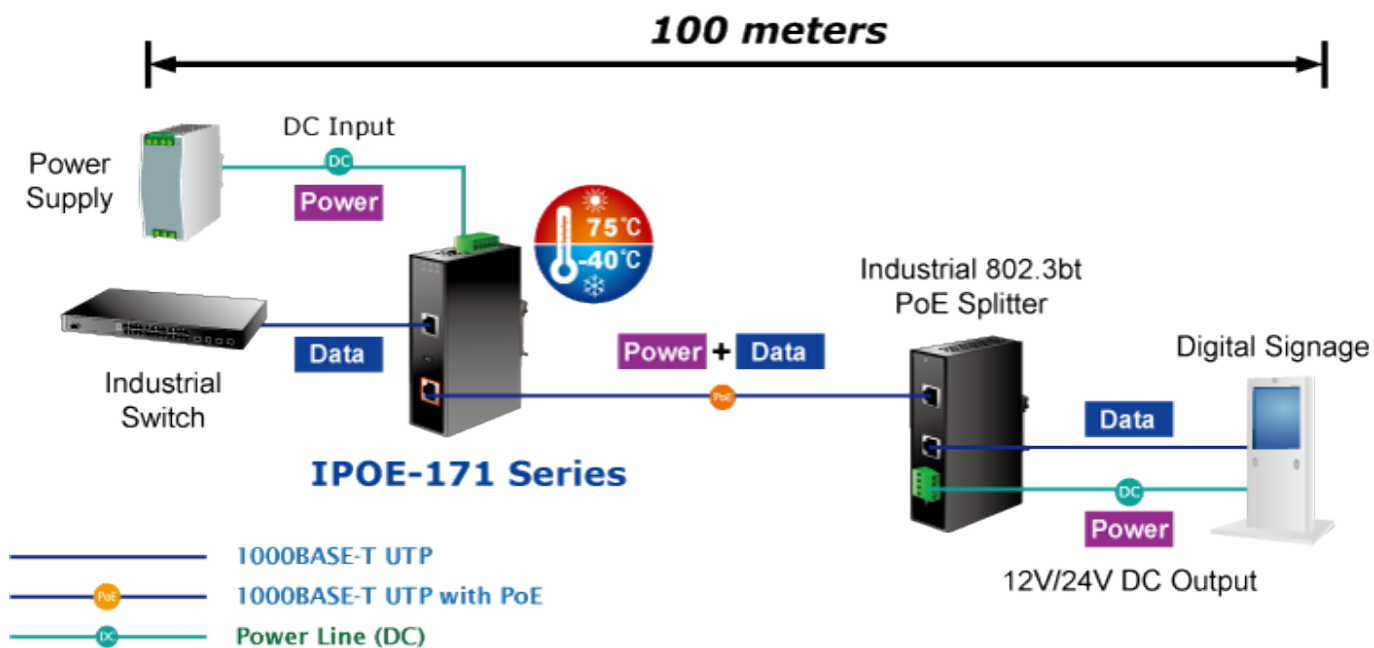 100 meters
DC Input
Power
Supply
DC
Power
75°C
-40°C
Industrial
Switch
Data
IPOE-171 Series
Power + Data
PoE
Industrial 802.3bt
PoE Splitter
Digital Signage
Data
DC
Power
12V/24V DC Output
1000BASE-T UTP
PoE
1000BASE-T UTP with PoE
DC
Power Line (DC)